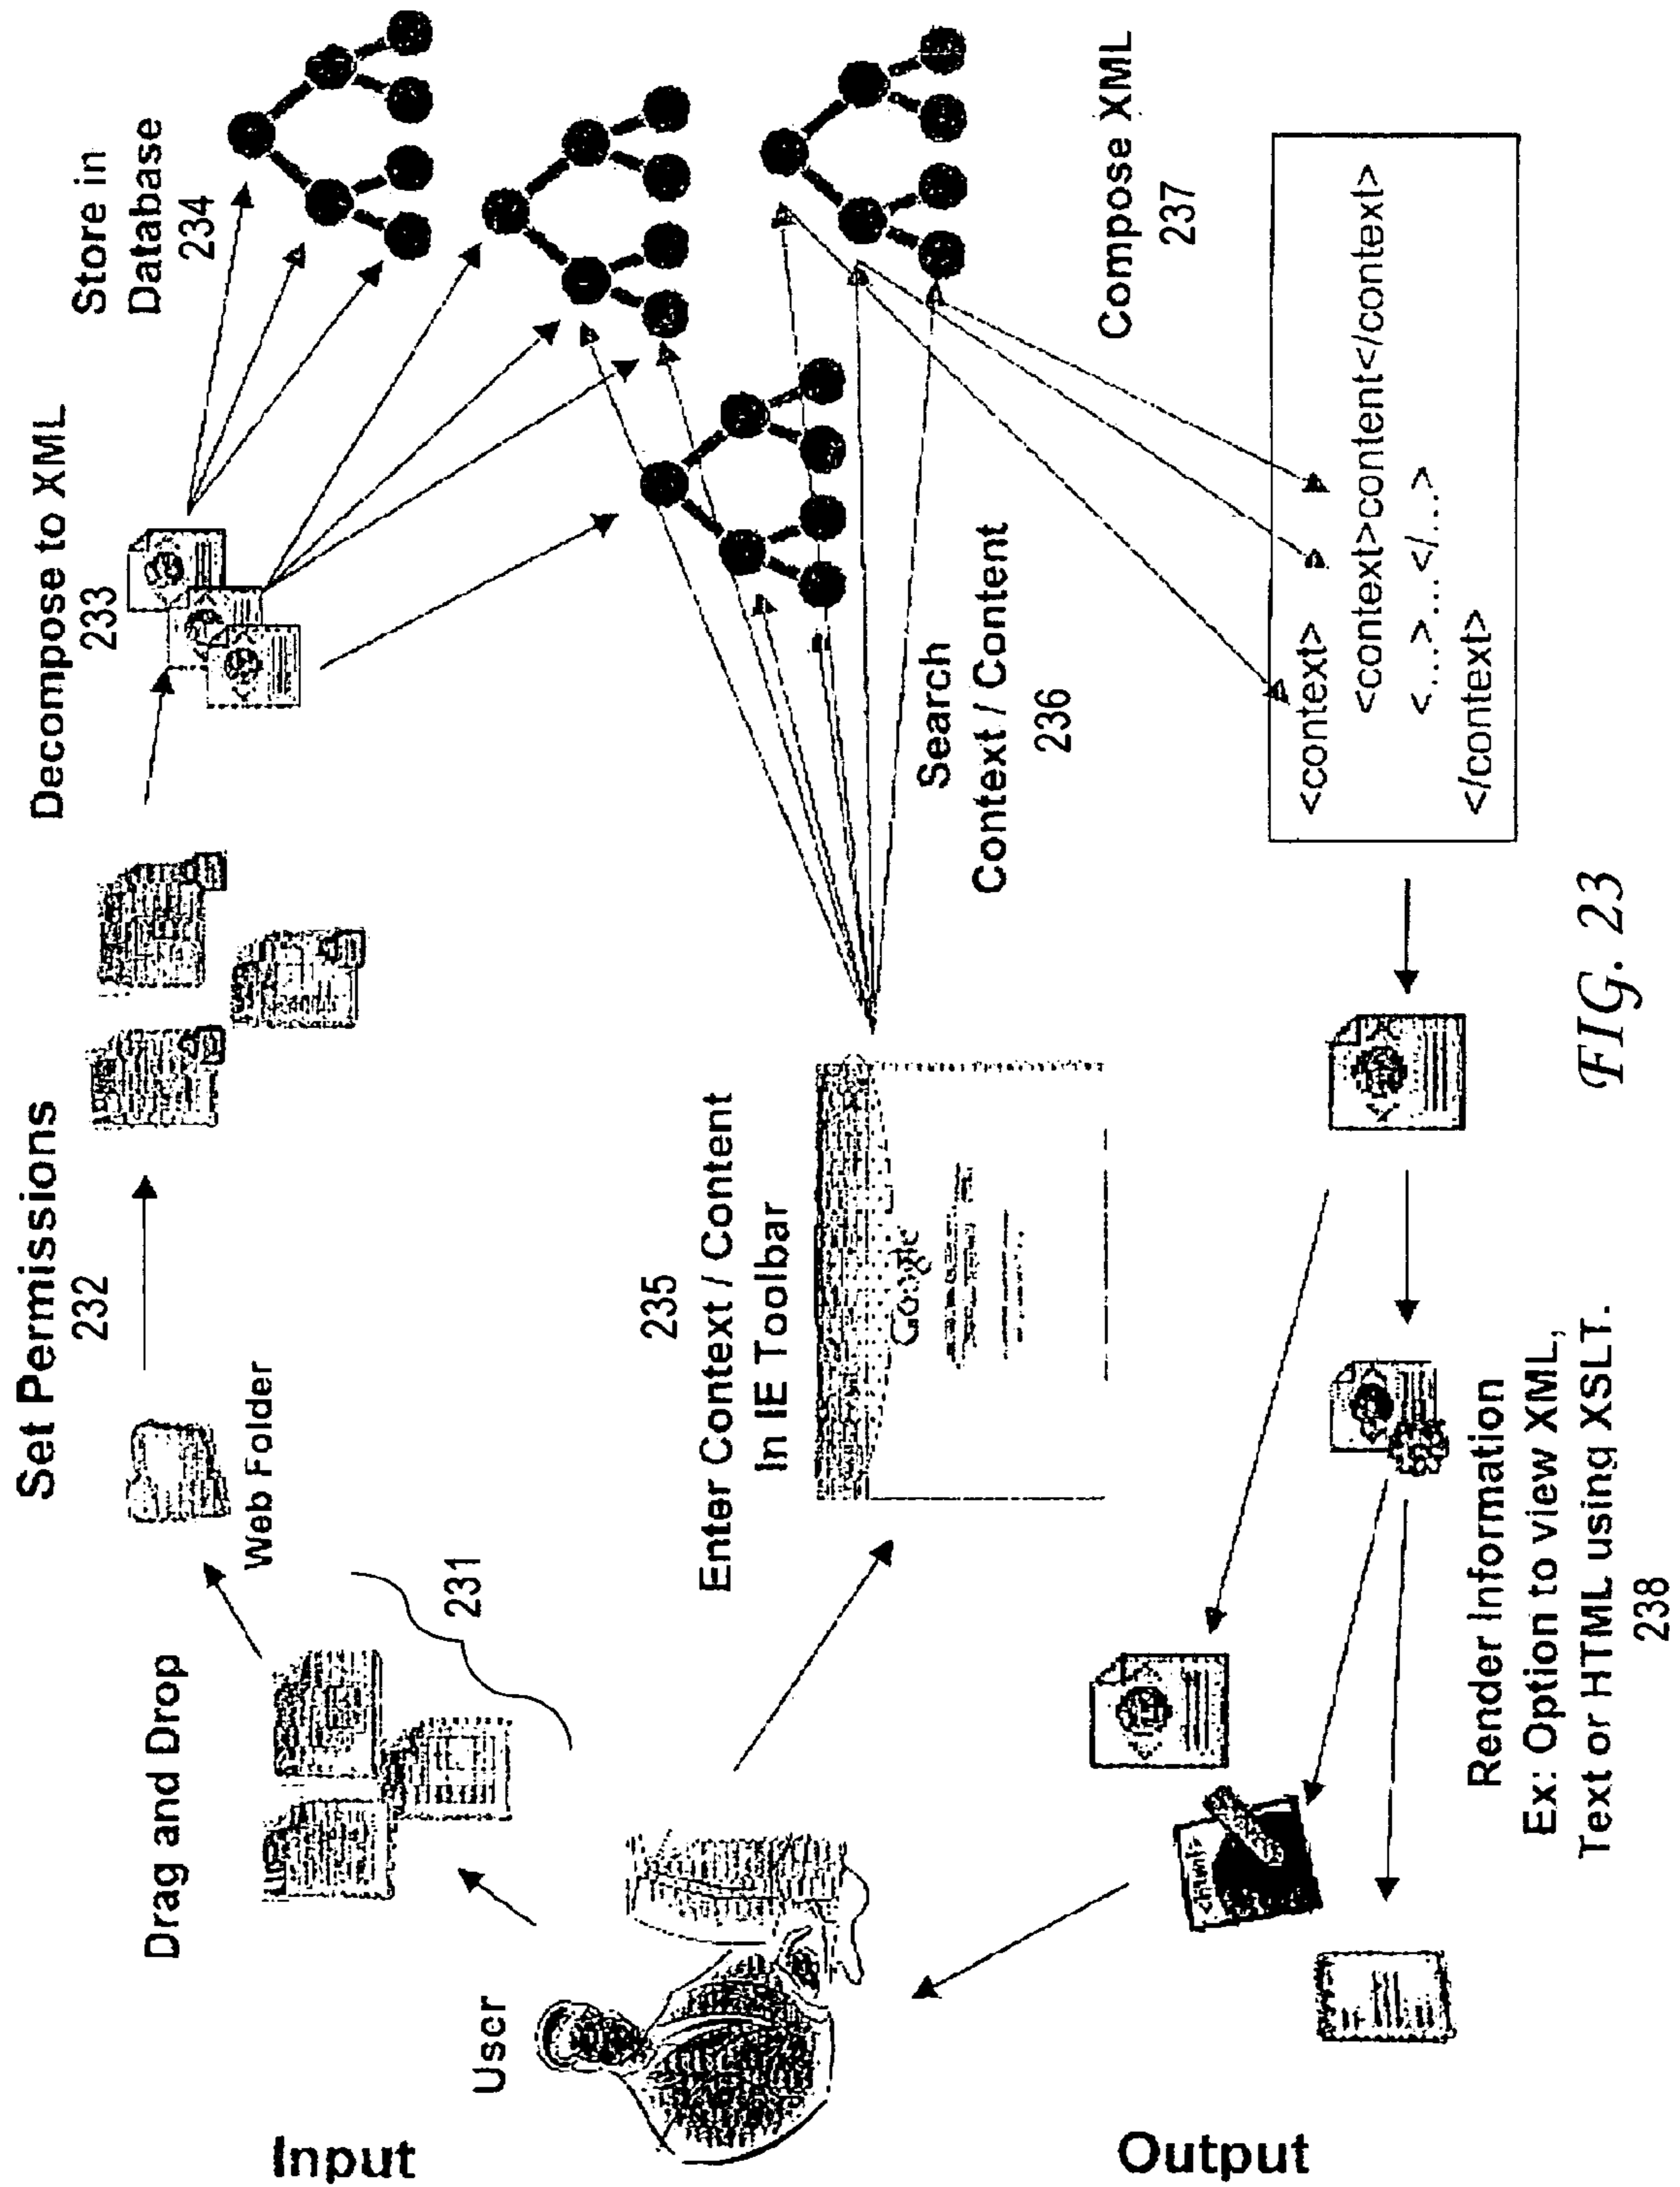 Input
User
Drag and Drop
231
Web Folder
Set Permissions
232
Decompose to XML
233
Store in
Database
234
235
Enter Context / Content
In IE Toolbar
Google
Search
Context / Content
236
Compose XML
237
<context>
<context>content</context>
<...>... </...>
</context>
Output
Render Information
Ex: Option to view XML,
Text or HTML using XSLT.
238
FIG. 23